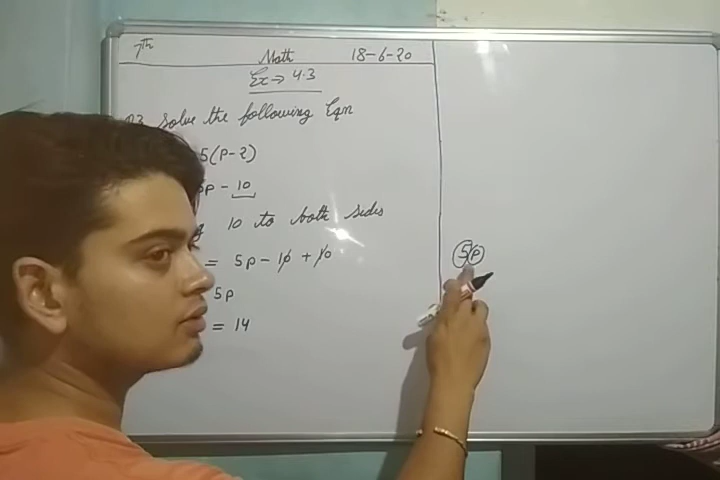 7th Math 18-6-20
Ex → 4.3
Q3 solve the following Eqn
5(P-2)
5P - 10
10 to both sides
= 5P - 10 + 10
5P
= 14
5P